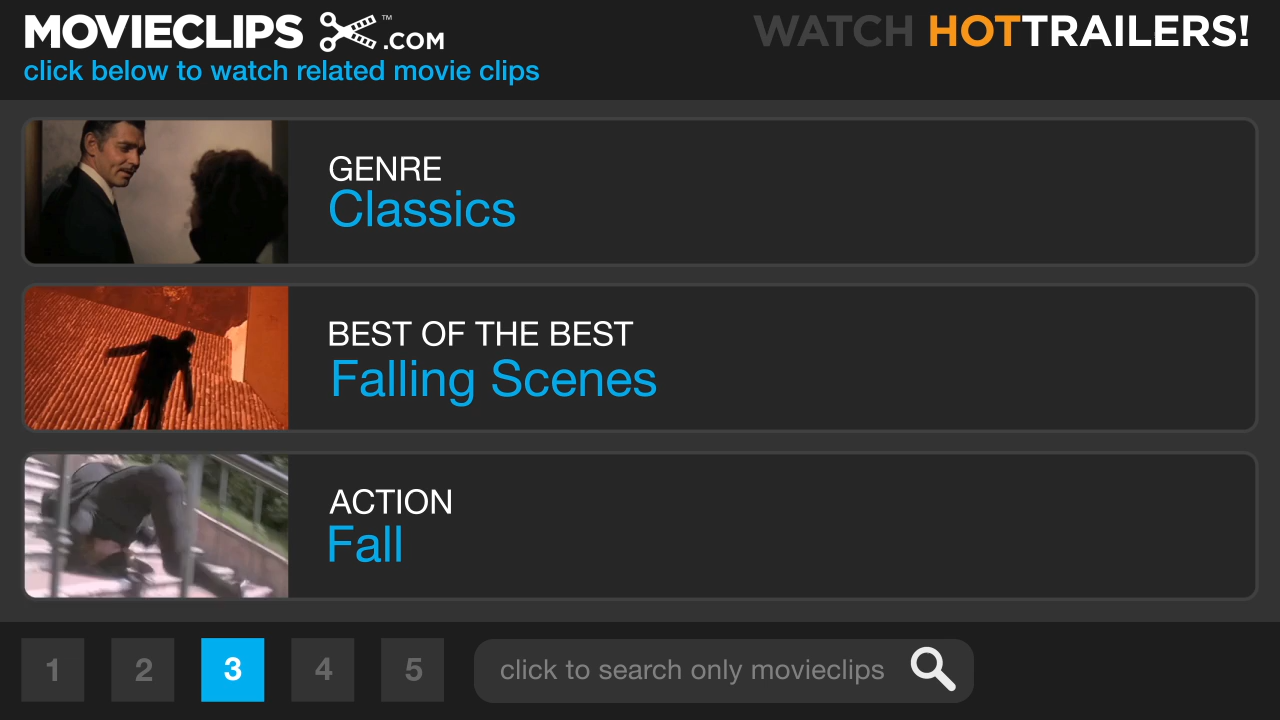 MOVIECLIPS ™ .COM
WATCH HOTTRAILERS!
click below to watch related movie clips
GENRE
Classics
BEST OF THE BEST
Falling Scenes
ACTION
Fall
1 2 3 4 5 click to search only movieclips